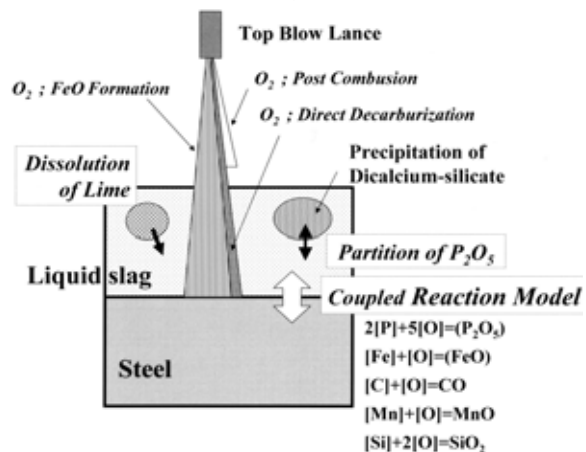 Top Blow Lance
O₂ ; Post Combusion
O₂ ; FeO Formation
O₂ ; Direct Decarburization
Dissolution
of Lime
Precipitation of
Dicalcium-silicate
Partition of P₂O₅
Liquid slag
Coupled Reaction Model
2[P]+5[O]=(P₂O₅)
[Fe]+[O]=(FeO)
Steel
[C]+[O]=CO
[Mn]+[O]=MnO
[Si]+2[O]=SiO₂